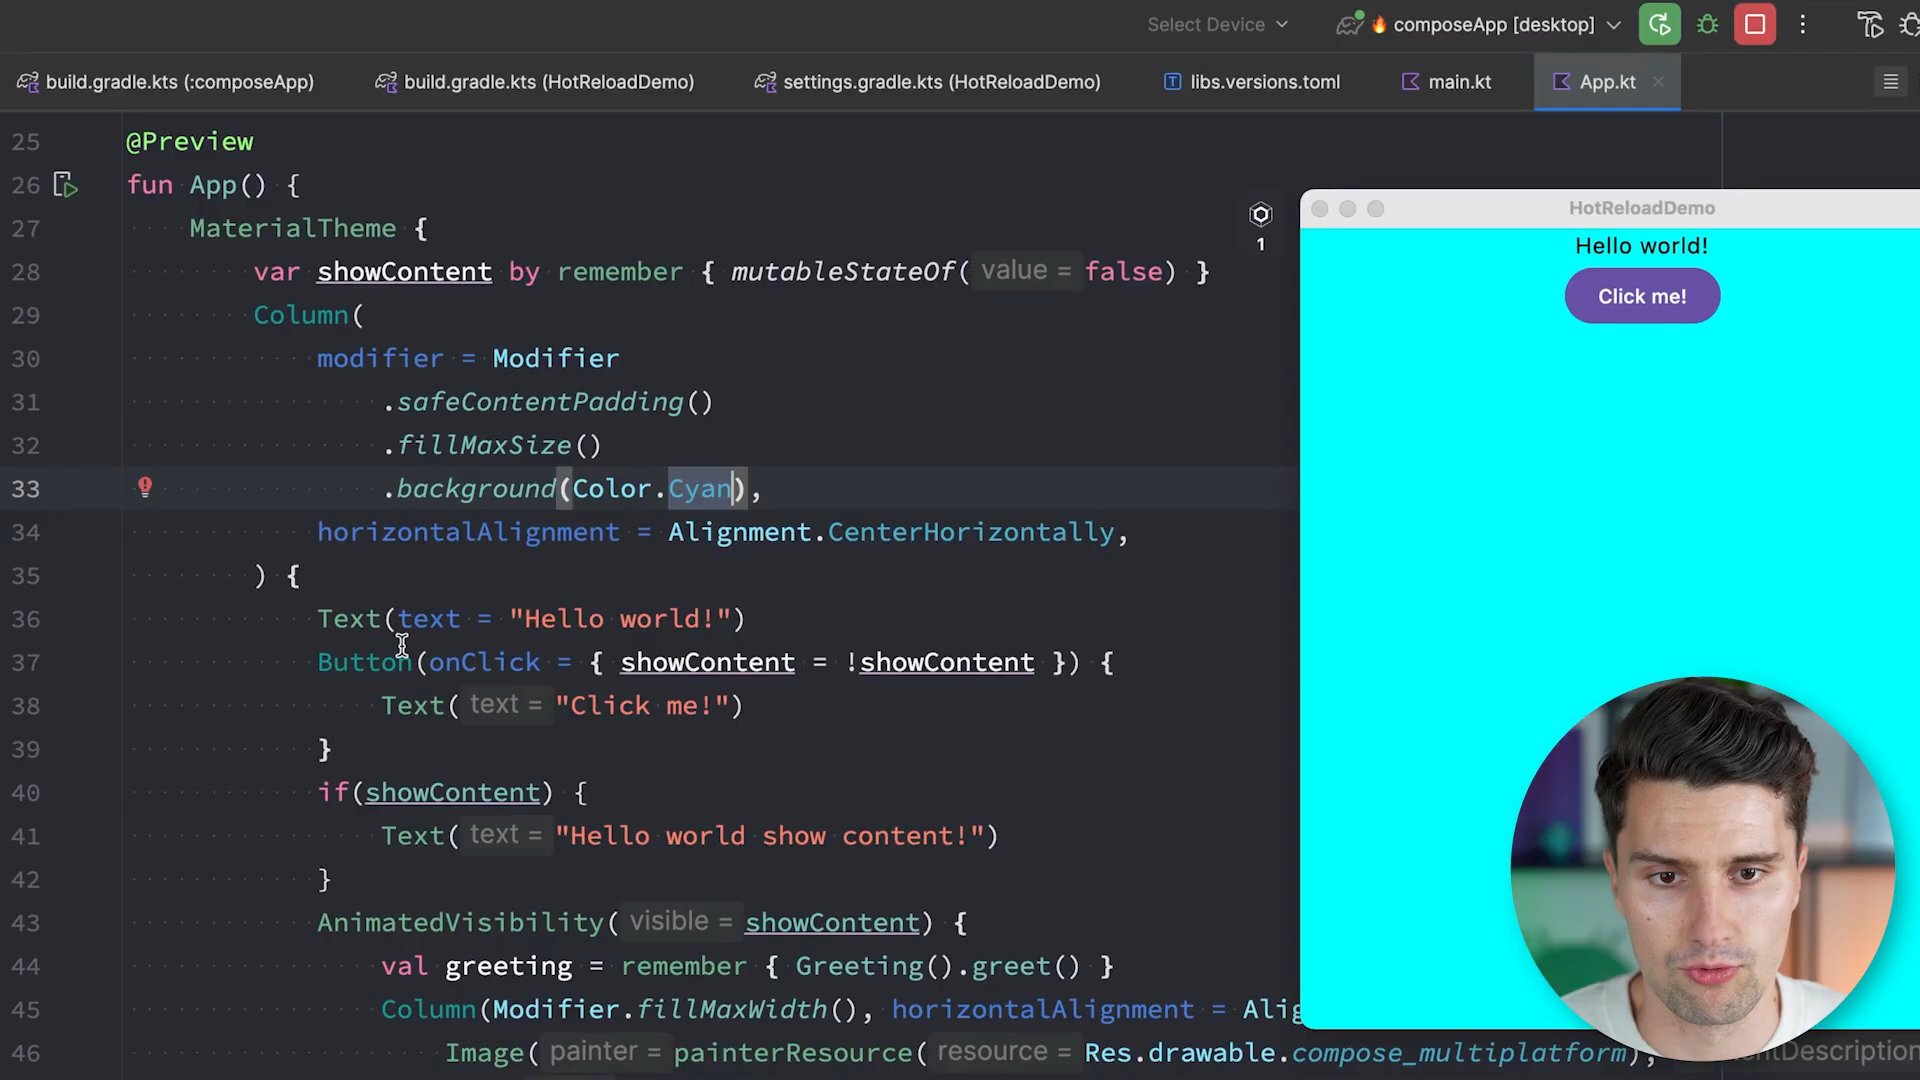 Select Device composeApp [desktop]
build.gradle.kts (:composeApp) build.gradle.kts (HotReloadDemo) settings.gradle.kts (HotReloadDemo) libs.versions.toml main.kt App.kt
25 @Preview
26 fun App() {
27 MaterialTheme {
28 var showContent by remember { mutableStateOf( value = false) }
29 Column(
30 modifier = Modifier
31 .safeContentPadding()
32 .fillMaxSize()
33 .background(Color.Cyan),
34 horizontalAlignment = Alignment.CenterHorizontally,
35 ) {
36 Text(text = "Hello world!")
37 Button(onClick = { showContent = !showContent }) {
38 Text( text = "Click me!")
39 }
40 if(showContent) {
41 Text( text = "Hello world show content!")
42 }
43 AnimatedVisibility( visible = showContent) {
44 val greeting = remember { Greeting().greet() }
45 Column(Modifier.fillMaxWidth(), horizontalAlignment = Alig
46 Image( painter = painterResource( resource = Res.drawable.compose_multiplatform), ntentDescription
1
HotReloadDemo
Hello world!
Click me!